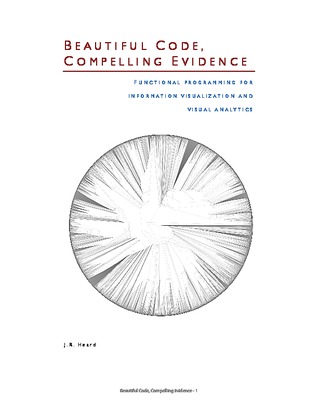 BEAUTIFUL CODE,
COMPELLING EVIDENCE
FUNCTIONAL PROGRAMMING FOR
INFORMATION VISUALIZATION AND
VISUAL ANALYTICS
J.R. Heard
Beautiful Code, Compelling Evidence - 1